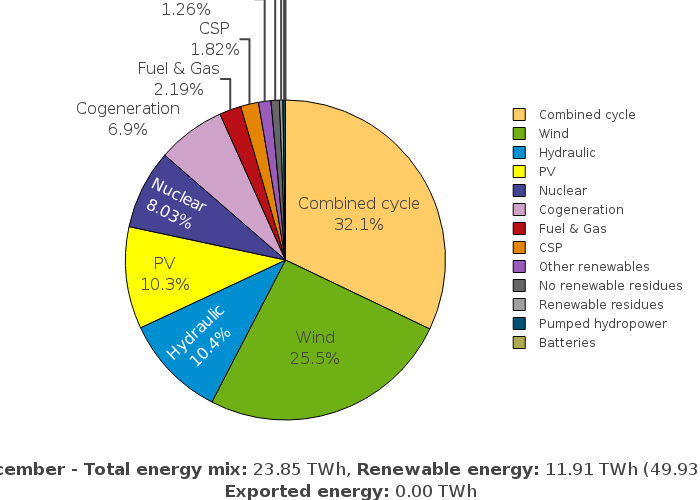 1.26%
CSP
1.82%
Fuel & Gas
2.19%
Cogeneration
6.9%
Nuclear
8.03%
PV
10.3%
Hydraulic
10.4%
Wind
25.5%
Combined cycle
32.1%
Combined cycle
Wind
Hydraulic
PV
Nuclear
Cogeneration
Fuel & Gas
CSP
Other renewables
No renewable residues
Renewable residues
Pumped hydropower
Batteries
cember - Total energy mix: 23.85 TWh, Renewable energy: 11.91 TWh (49.93
Exported energy: 0.00 TWh